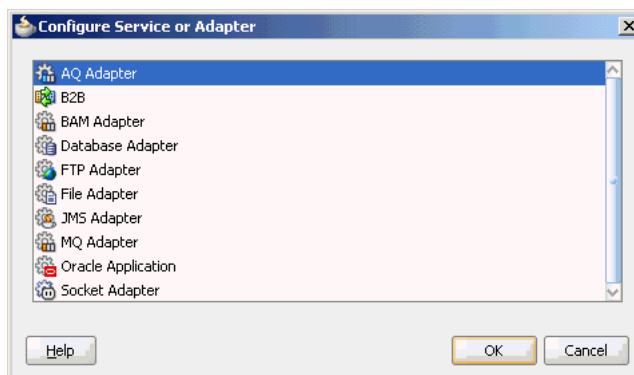 Configure Service or Adapter
AQ Adapter
B2B
BAM Adapter
Database Adapter
FTP Adapter
File Adapter
JMS Adapter
MQ Adapter
Oracle Application
Socket Adapter
Help OK Cancel